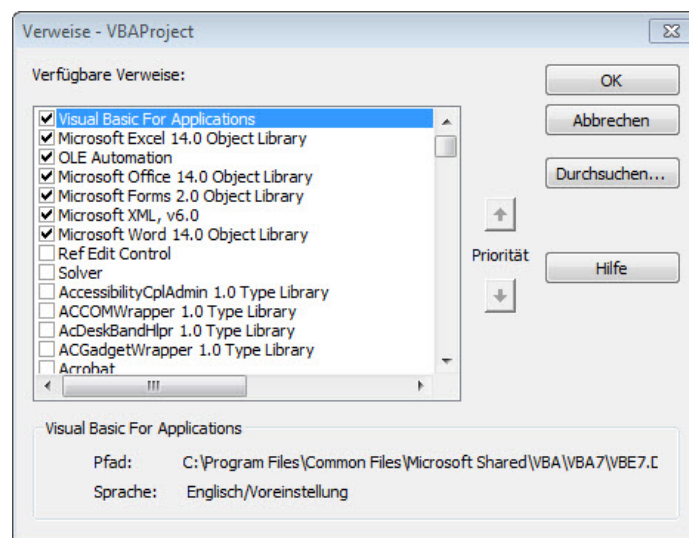 Verweise - VBAProject
Verfügbare Verweise:
Visual Basic For Applications
Microsoft Excel 14.0 Object Library
OLE Automation
Microsoft Office 14.0 Object Library
Microsoft Forms 2.0 Object Library
Microsoft XML, v6.0
Microsoft Word 14.0 Object Library
Ref Edit Control
Solver
AccessibilityCplAdmin 1.0 Type Library
ACCOMWrapper 1.0 Type Library
AcDeskBandHlpr 1.0 Type Library
ACGadgetWrapper 1.0 Type Library
Acrobat
OK
Abbrechen
Durchsuchen...
Priorität
Hilfe
Visual Basic For Applications
Pfad: C:\Program Files\Common Files\Microsoft Shared\VBA\VBA7\VBE7.D
Sprache: Englisch/Voreinstellung